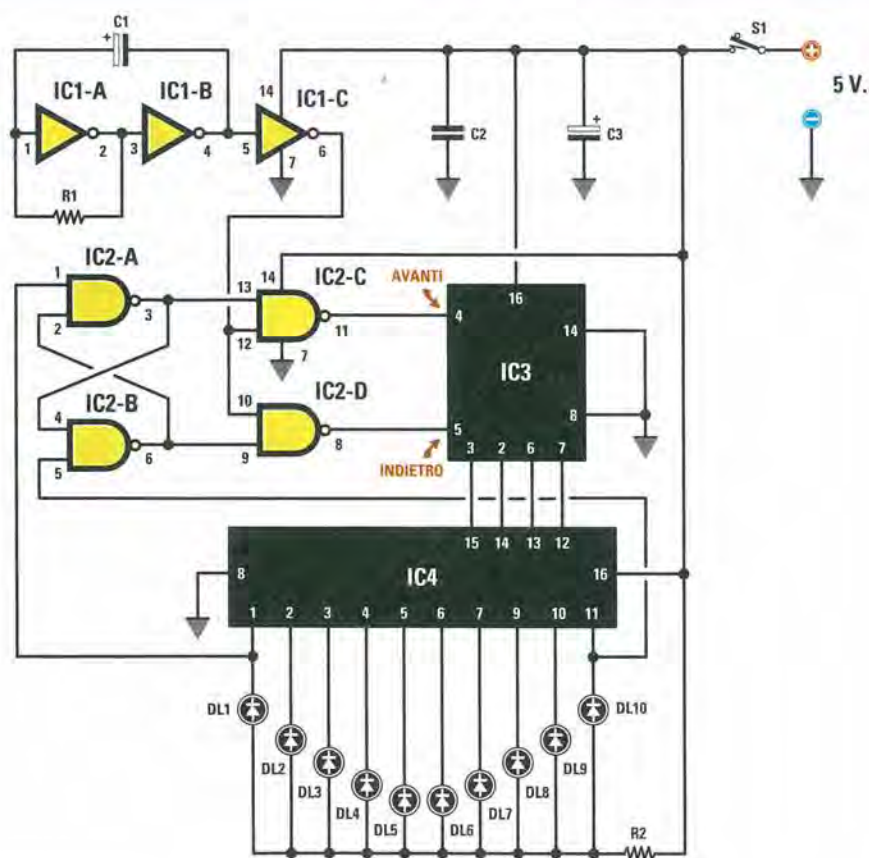 C1
+
S1
IC1-A
IC1-B
14
IC1-C
5 V.
1
2
3
4
5
6
7
C2
+
C3
R1
IC2-A
1
2
3
14
IC2-C
13
12
11
7
AVANTI
4
16
14
IC3
8
5
3
2
6
7
IC2-B
4
5
6
IC2-D
10
9
8
INDIETRO
15
14
13
12
8
IC4
16
1
2
3
4
5
6
7
9
10
11
DL1
DL2
DL3
DL4
DL5
DL6
DL7
DL8
DL9
DL10
R2